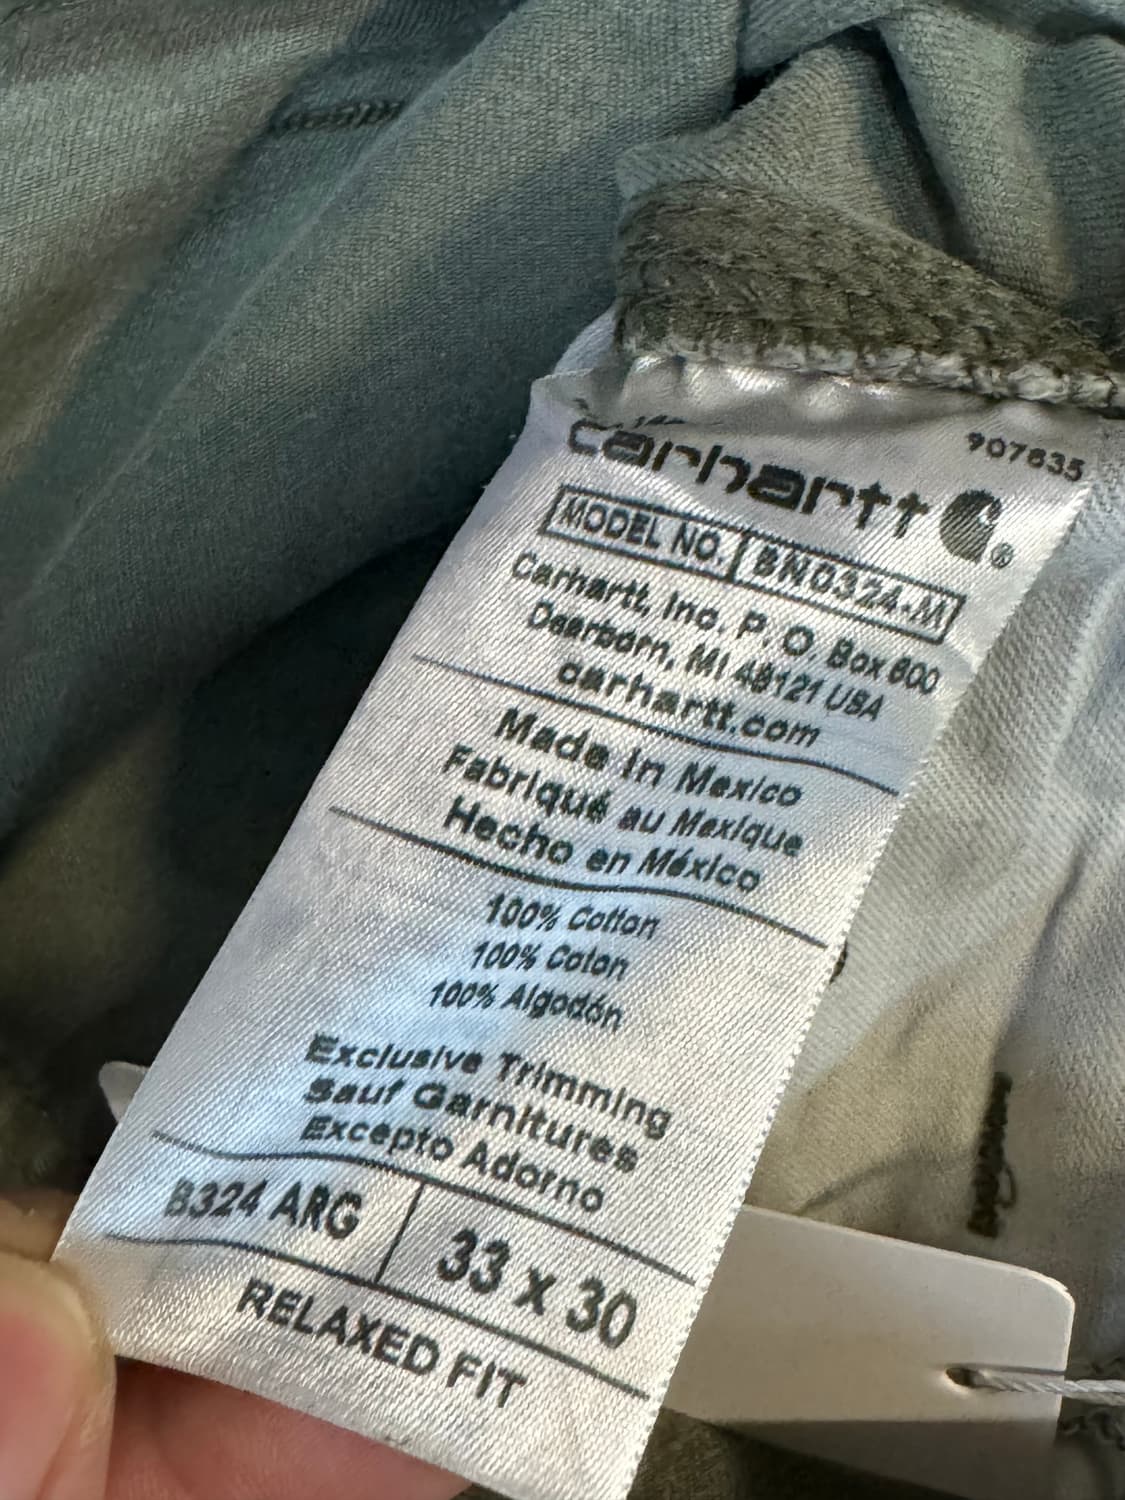 907835
carhartt ®
MODEL NO. BN0324-M
Carhartt, Inc. P. O. Box 600
Dearborn, MI 48121 USA
carhartt.com
Made in Mexico
Fabriqué au Mexique
Hecho en México
100% Cotton
100% Coton
100% Algodón
Exclusive Trimming
Sauf Garnitures
Excepto Adorno
B324 ARG 33 x 30
RELAXED FIT